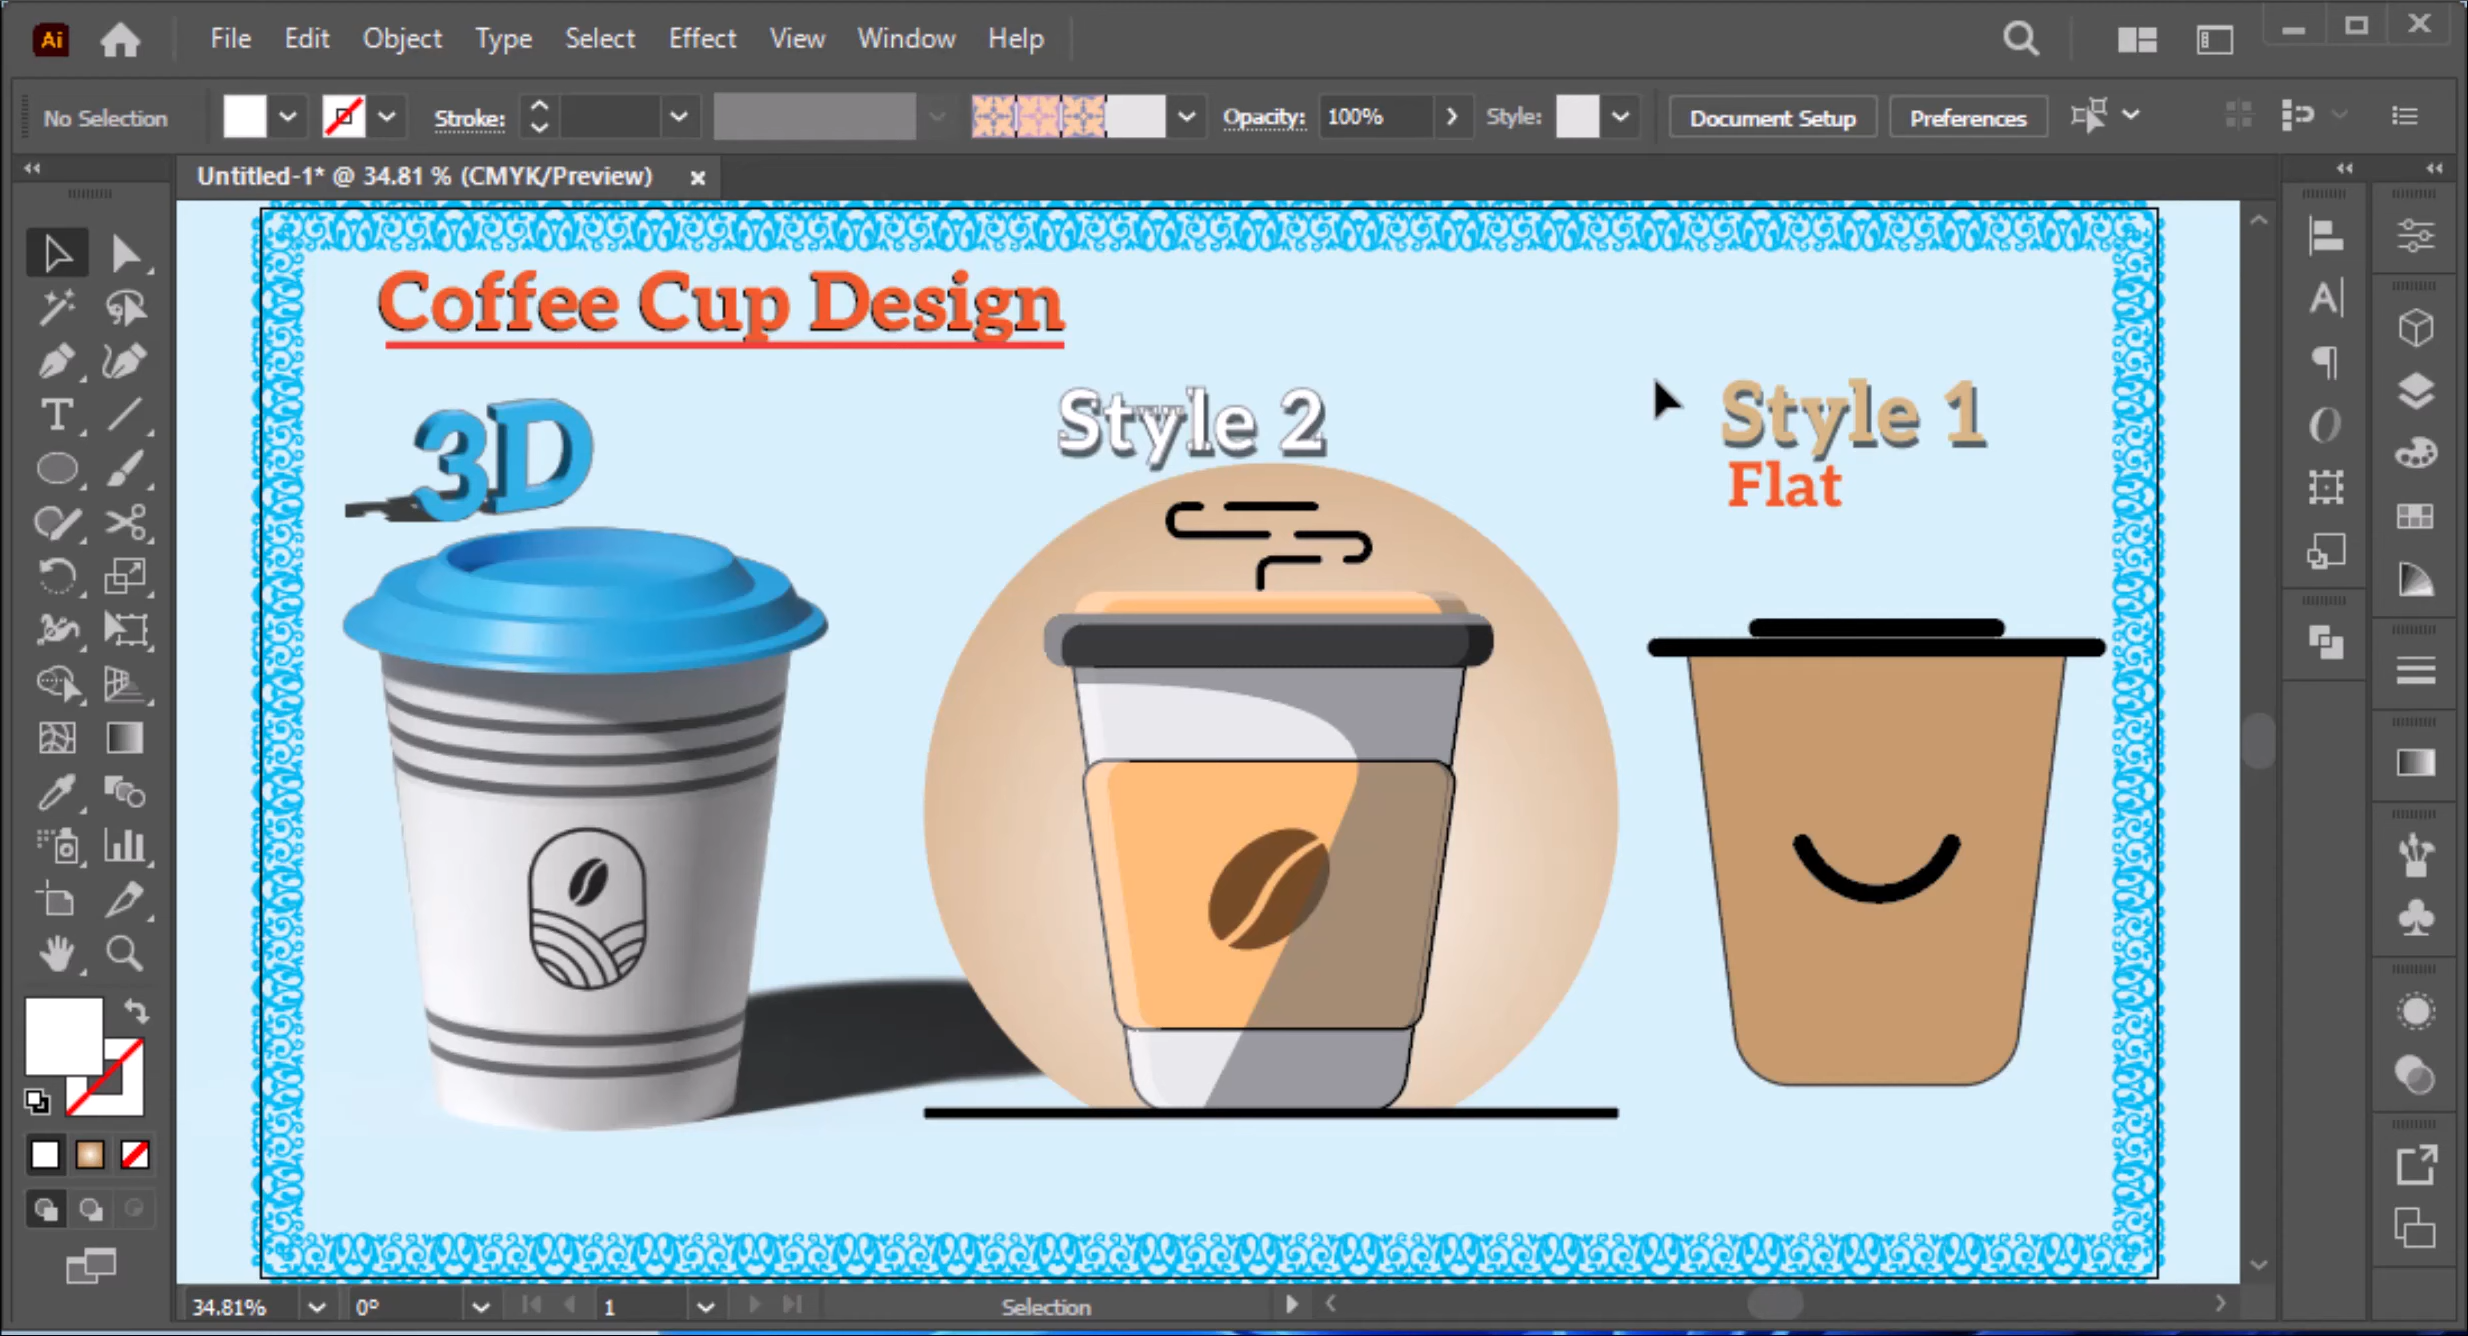 Ai File Edit Object Type Select Effect View Window Help
No Selection Stroke: Opacity: 100% Style: Document Setup Preferences
Untitled-1* @ 34.81 % (CMYK/Preview)
Coffee Cup Design
3D
Style 2
Style 1
Flat
34.81% 0° 1 Selection